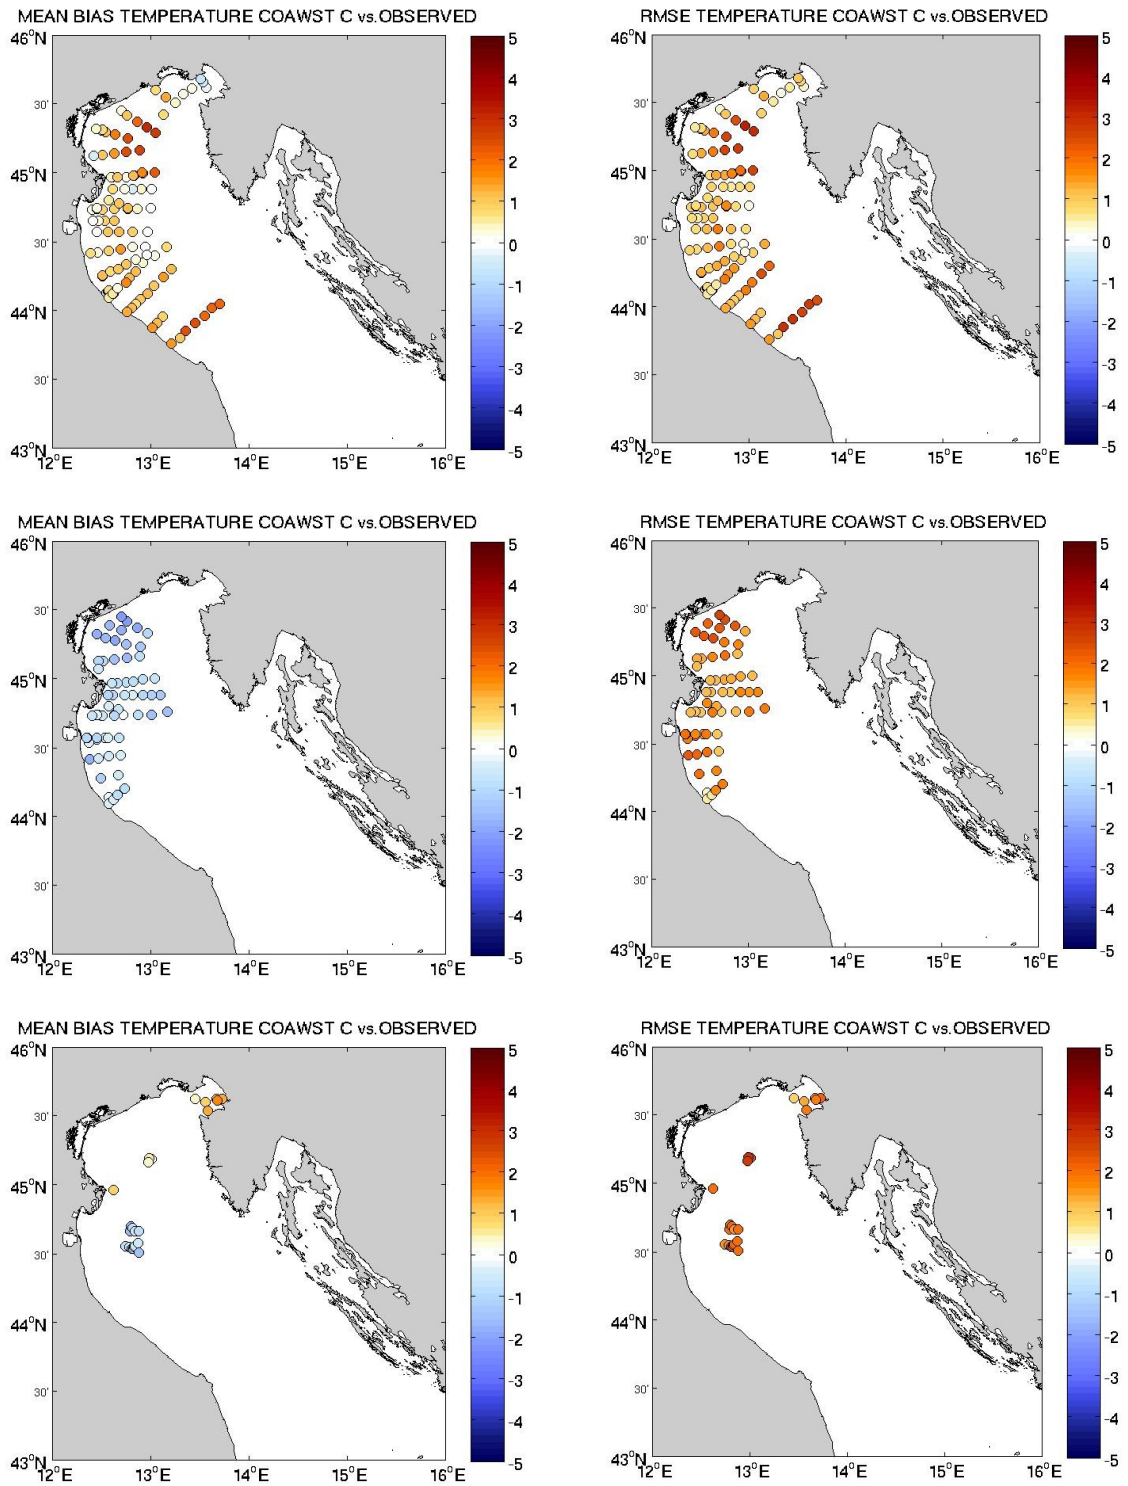 MEAN BIAS TEMPERATURE COAWST C vs.OBSERVED
RMSE TEMPERATURE COAWST C vs.OBSERVED
46°N
30'
45°N
30'
44°N
30'
43°N
12°E 13°E 14°E 15°E 16°E
5
4
3
2
1
0
-1
-2
-3
-4
-5
46°N
30'
45°N
30'
44°N
30'
43°N
12°E 13°E 14°E 15°E 16°E
5
4
3
2
1
0
-1
-2
-3
-4
-5
MEAN BIAS TEMPERATURE COAWST C vs.OBSERVED
RMSE TEMPERATURE COAWST C vs.OBSERVED
46°N
30'
45°N
30'
44°N
30'
43°N
12°E 13°E 14°E 15°E 16°E
5
4
3
2
1
0
-1
-2
-3
-4
-5
46°N
30'
45°N
30'
44°N
30'
43°N
12°E 13°E 14°E 15°E 16°E
5
4
3
2
1
0
-1
-2
-3
-4
-5
MEAN BIAS TEMPERATURE COAWST C vs.OBSERVED
RMSE TEMPERATURE COAWST C vs.OBSERVED
46°N
30'
45°N
30'
44°N
30'
43°N
12°E 13°E 14°E 15°E 16°E
5
4
3
2
1
0
-1
-2
-3
-4
-5
46°N
30'
45°N
30'
44°N
30'
43°N
12°E 13°E 14°E 15°E 16°E
5
4
3
2
1
0
-1
-2
-3
-4
-5